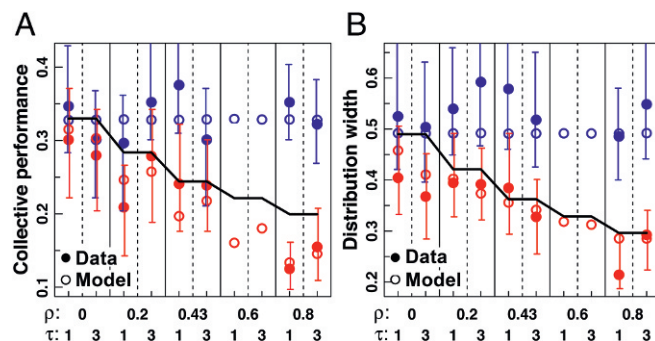 A
B
Collective performance
0.4
0.3
0.2
0.1
Data
Model
Distribution width
0.6
0.5
0.4
0.3
0.2
Data
Model
ρ: 0 0.2 0.43 0.6 0.8 0 0.2 0.43 0.6 0.8
τ: 1 3 1 3 1 3 1 3 1 3 1 3 1 3 1 3 1 3 1 3